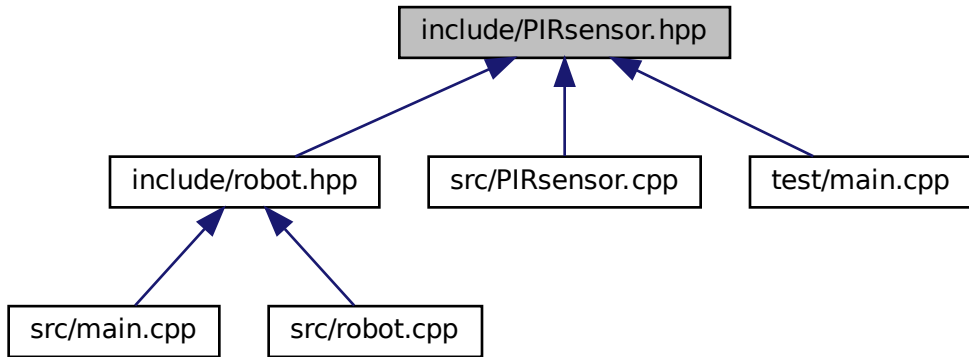 include/PIRsensor.hpp
include/robot.hpp
src/PIRsensor.cpp
test/main.cpp
src/main.cpp
src/robot.cpp